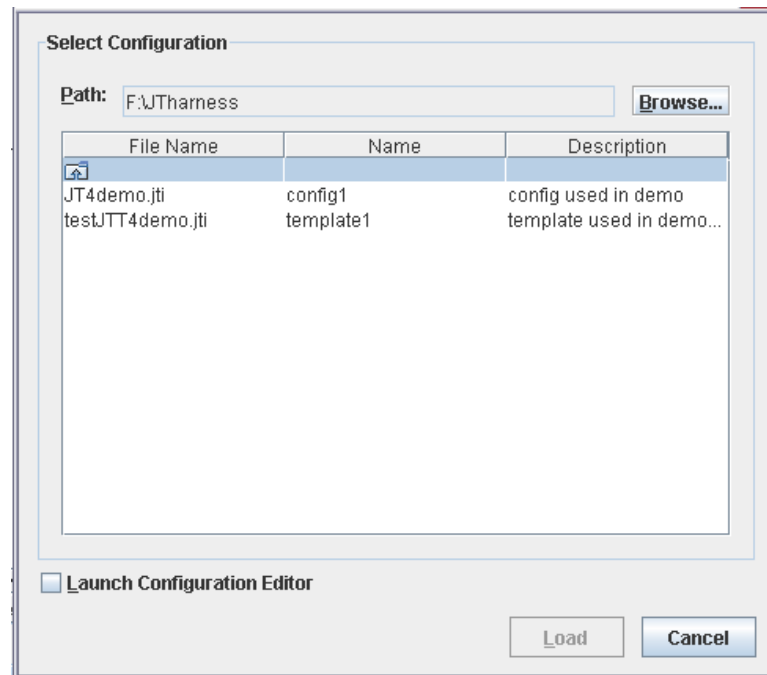 Select Configuration
Path: F:\JTharness Browse...
File Name Name Description
JT4demo.jti config1 config used in demo
testJTT4demo.jti template1 template used in demo...
Launch Configuration Editor
Load Cancel